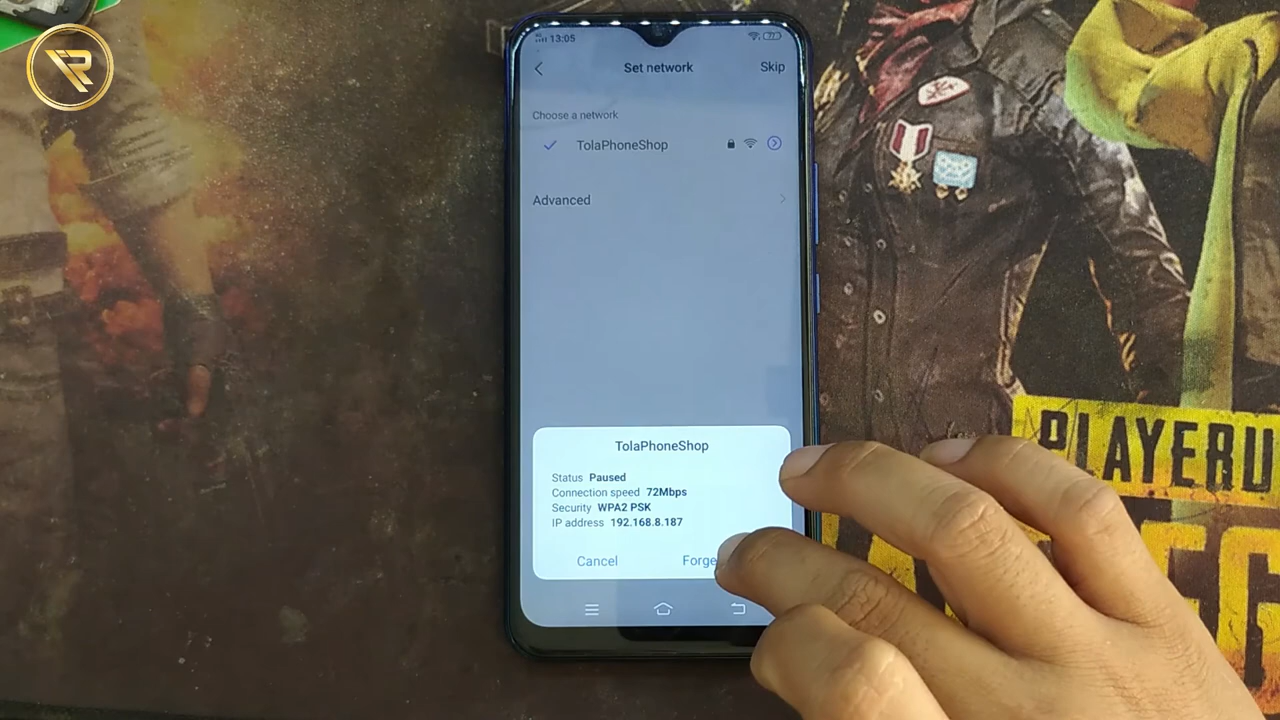 13:05
Set network
Skip
Choose a network
TolaPhoneShop
Advanced
TolaPhoneShop
Status Paused
Connection speed 72Mbps
Security WPA2 PSK
IP address 192.168.8.187
Cancel
Forge
PLAYERU